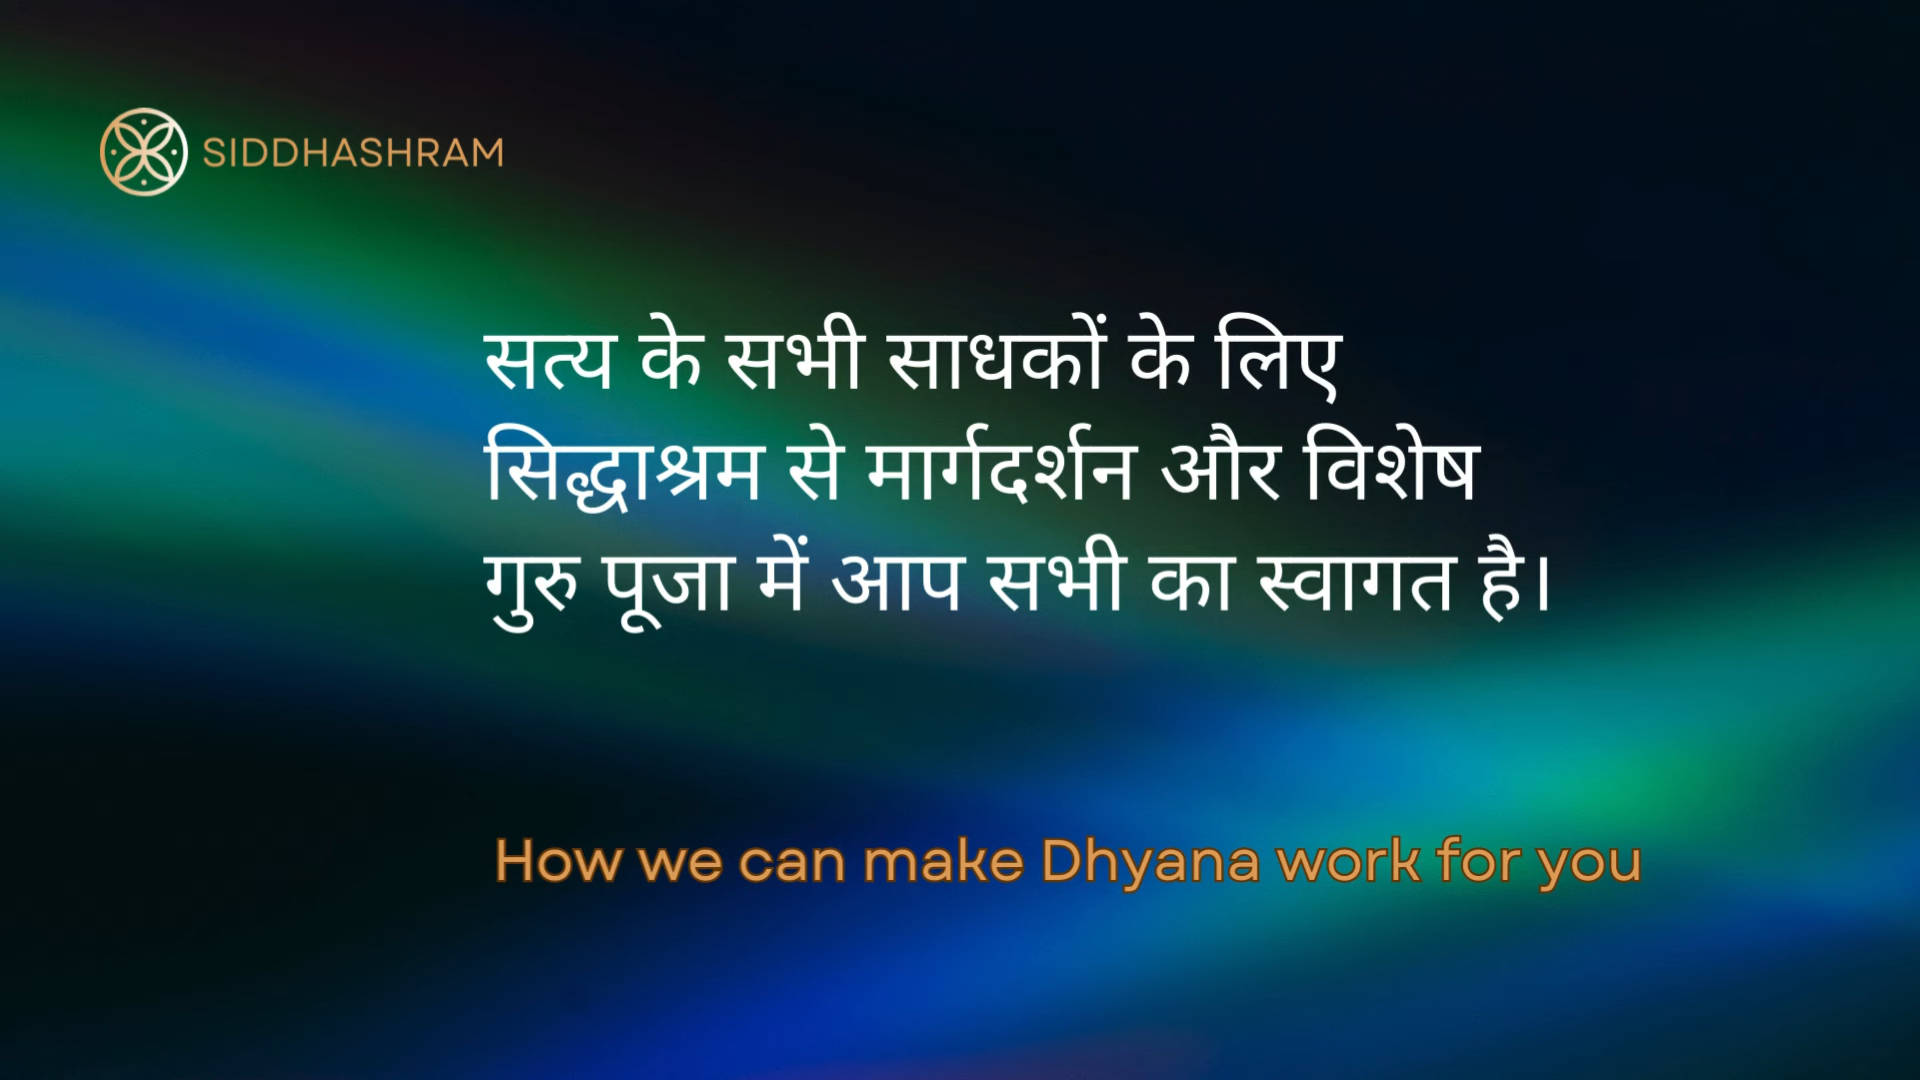 SIDDHASHRAM
सत्य के सभी साधकों के लिए
सिद्धाश्रम से मार्गदर्शन और विशेष
गुरु पूजा में आप सभी का स्वागत है।
How we can make Dhyana work for you